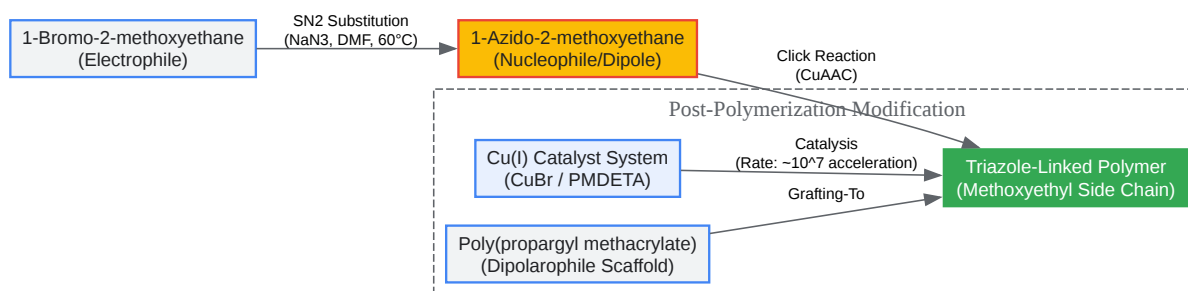 1-Bromo-2-methoxyethane
(Electrophile)
SN2 Substitution
(NaN3, DMF, 60°C)
1-Azido-2-methoxyethane
(Nucleophile/Dipole)
Click Reaction
(CuAAC)
Post-Polymerization Modification
Cu(I) Catalyst System
(CuBr / PMDETA)
Catalysis
(Rate: ~10^7 acceleration)
Triazole-Linked Polymer
(Methoxyethyl Side Chain)
Grafting-To
Poly(propargyl methacrylate)
(Dipolarophile Scaffold)